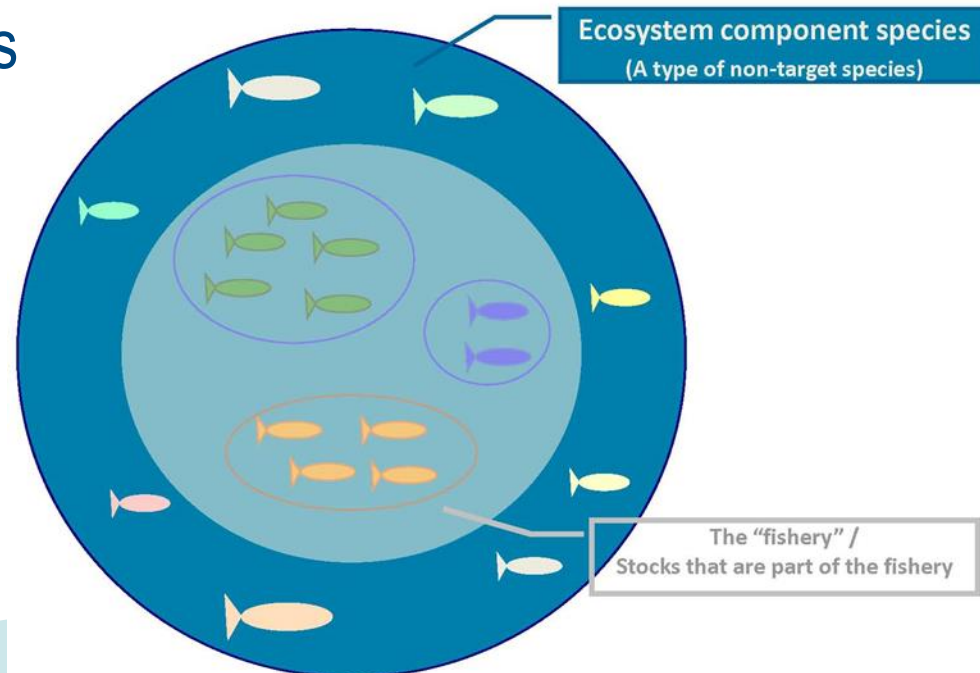 s
Ecosystem component species
(A type of non-target species)
The “fishery” /
Stocks that are part of the fishery